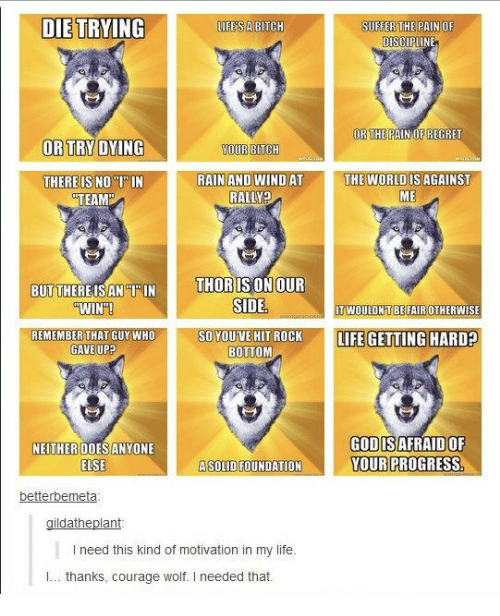 DIE TRYING
OR TRY DYING
LIFE'S A BITCH
YOUR BITCH
SUFFER THE PAIN OF
DISCIPLINE
OR THE PAIN OF REGRET
THERE IS NO "I" IN
"TEAM"
BUT THERE IS AN "I" IN
"WIN"!
RAIN AND WIND AT
RALLY?
THOR IS ON OUR
SIDE.
THE WORLD IS AGAINST
ME
IT WOULDN'T BE FAIR OTHERWISE
REMEMBER THAT GUY WHO
GAVE UP?
NEITHER DOES ANYONE
ELSE
SO YOU'VE HIT ROCK
BOTTOM
A SOLID FOUNDATION
LIFE GETTING HARD?
GOD IS AFRAID OF
YOUR PROGRESS.
betterbemeta:
gildatheplant:
I need this kind of motivation in my life.
I... thanks, courage wolf. I needed that.